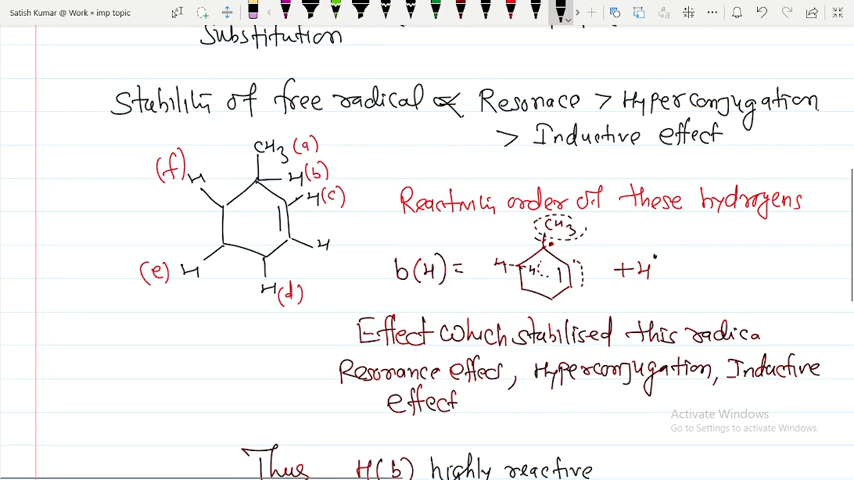 Satish Kumar @ Work » imp topic
Substitution
Stability of free radical ∝ Resonace > Hyperconjugation
> Inductive effect
CH3 (a)
(f) H
H (b)
H (c)
H
(e) H
H (d)
Reactivity order of these hydrogens
CH3
b(H) = H H + H•
Effect which stabilised this radica
Resonance effect, Hyperconjugation, Inductive
effect
Activate Windows
Go to Settings to activate Windows.
Thus H(b) highly reactive